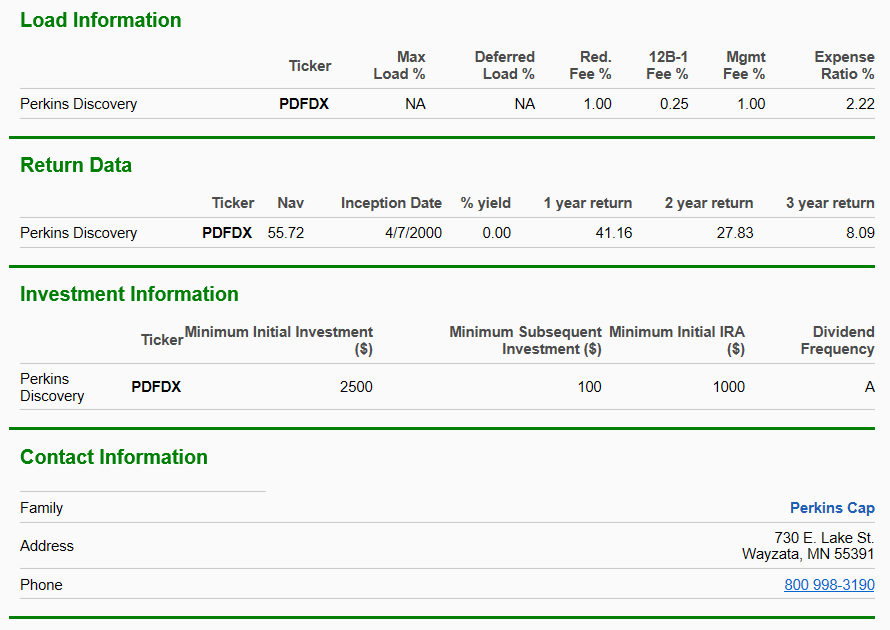 Load Information
Ticker Max Load % Deferred Load % Red. Fee % 12B-1 Fee % Mgmt Fee % Expense Ratio %
Perkins Discovery PDFDX NA NA 1.00 0.25 1.00 2.22
Return Data
Ticker Nav Inception Date % yield 1 year return 2 year return 3 year return
Perkins Discovery PDFDX 55.72 4/7/2000 0.00 41.16 27.83 8.09
Investment Information
Ticker Minimum Initial Investment ($) Minimum Subsequent Investment ($) Minimum Initial IRA ($) Dividend Frequency
Perkins Discovery PDFDX 2500 100 1000 A
Contact Information
Family Perkins Cap
Address 730 E. Lake St.
Wayzata, MN 55391
Phone 800 998-3190